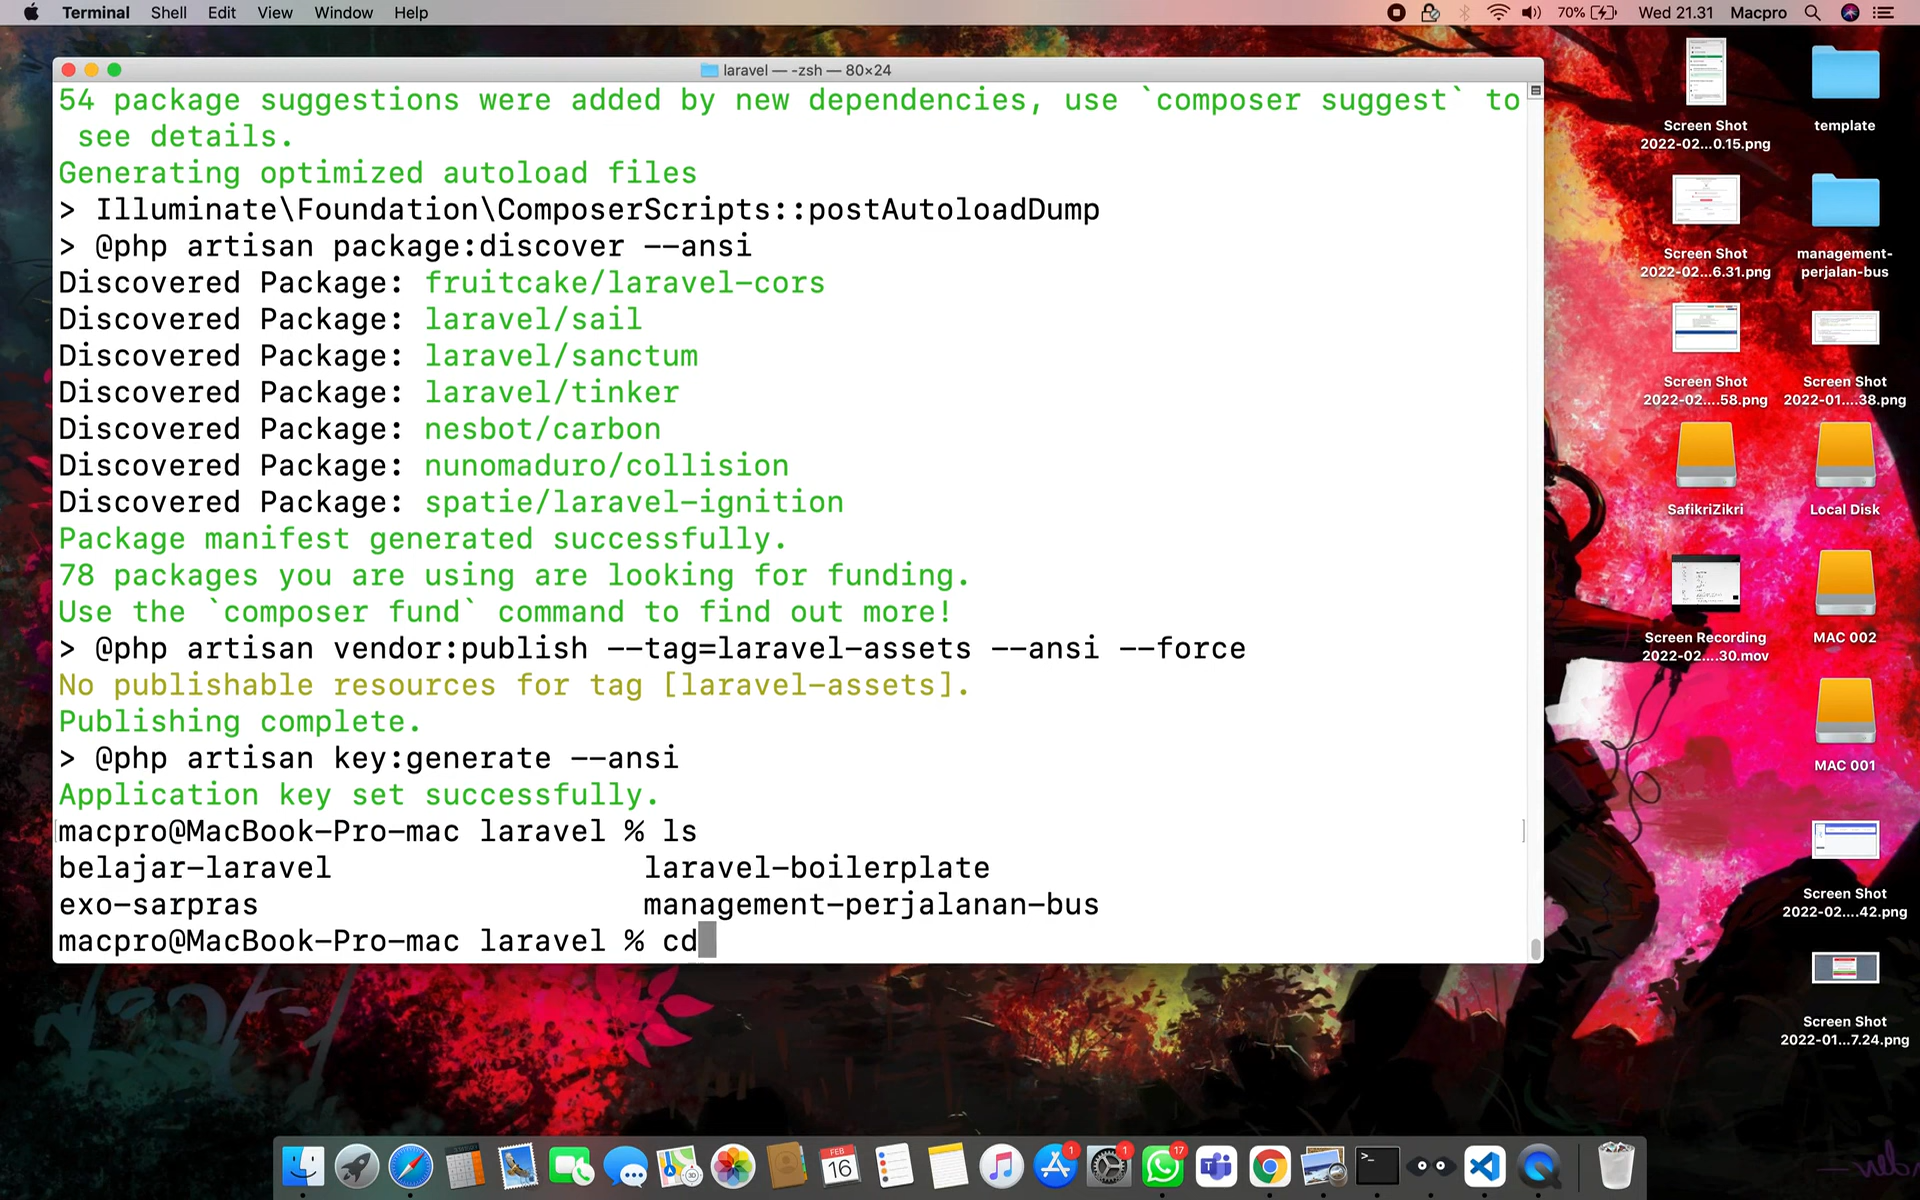 Terminal Shell Edit View Window Help
70% Wed 21.31 Macpro
laravel — -zsh — 80×24
54 package suggestions were added by new dependencies, use `composer suggest` to
see details.
Generating optimized autoload files
> Illuminate\Foundation\ComposerScripts::postAutoloadDump
> @php artisan package:discover --ansi
Discovered Package: fruitcake/laravel-cors
Discovered Package: laravel/sail
Discovered Package: laravel/sanctum
Discovered Package: laravel/tinker
Discovered Package: nesbot/carbon
Discovered Package: nunomaduro/collision
Discovered Package: spatie/laravel-ignition
Package manifest generated successfully.
78 packages you are using are looking for funding.
Use the `composer fund` command to find out more!
> @php artisan vendor:publish --tag=laravel-assets --ansi --force
No publishable resources for tag [laravel-assets].
Publishing complete.
> @php artisan key:generate --ansi
Application key set successfully.
macpro@MacBook-Pro-mac laravel % ls
belajar-laravel laravel-boilerplate
exo-sarpras management-perjalanan-bus
macpro@MacBook-Pro-mac laravel % cd
Screen Shot
2022-02...0.15.png
template
Screen Shot
2022-02...6.31.png
management-
perjalan-bus
Screen Shot
2022-02....58.png
Screen Shot
2022-01....38.png
SafikriZikri
Local Disk
Screen Recording
2022-02....30.mov
MAC 002
MAC 001
Screen Shot
2022-02....42.png
Screen Shot
2022-01...7.24.png
FEB
16
1
1
17